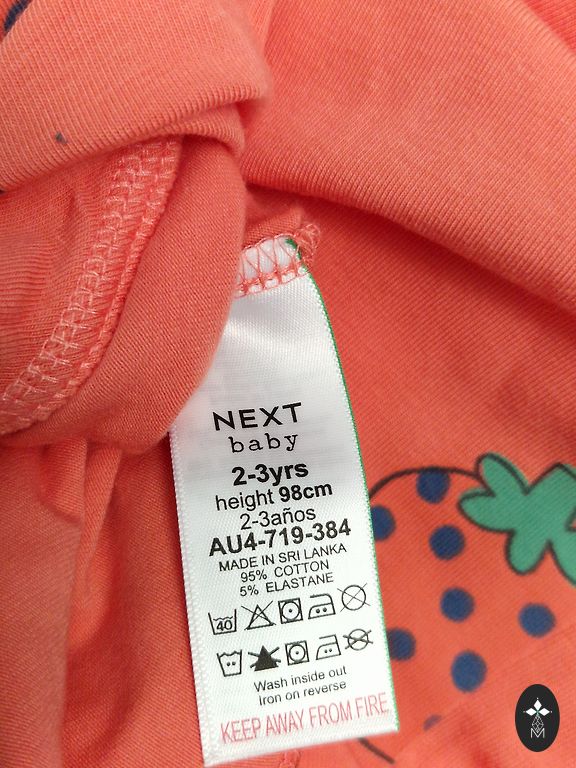 NEXT
baby
2-3yrs
height 98cm
2-3años
AU4-719-384
MADE IN SRI LANKA
95% COTTON
5% ELASTANE
40
Wash inside out
Iron on reverse
KEEP AWAY FROM FIRE
M